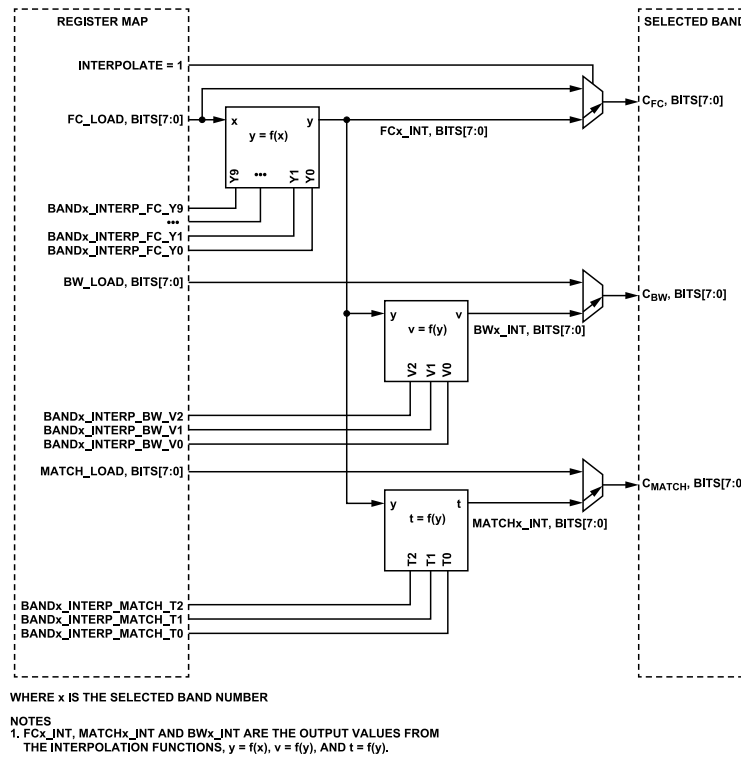 REGISTER MAP
SELECTED BAND
INTERPOLATE = 1
FC_LOAD, BITS[7:0]
x
y
y = f(x)
Y9
...
Y1
Y0
FCx_INT, BITS[7:0]
CFC, BITS[7:0]
BANDx_INTERP_FC_Y9
...
BANDx_INTERP_FC_Y1
BANDx_INTERP_FC_Y0
BW_LOAD, BITS[7:0]
y
v
v = f(y)
V2
V1
V0
BWx_INT, BITS[7:0]
CBW, BITS[7:0]
BANDx_INTERP_BW_V2
BANDx_INTERP_BW_V1
BANDx_INTERP_BW_V0
MATCH_LOAD, BITS[7:0]
y
t
t = f(y)
T2
T1
T0
MATCHx_INT, BITS[7:0]
CMATCH, BITS[7:0
BANDx_INTERP_MATCH_T2
BANDx_INTERP_MATCH_T1
BANDx_INTERP_MATCH_T0
WHERE x IS THE SELECTED BAND NUMBER
NOTES
1. FCx_INT, MATCHx_INT AND BWx_INT ARE THE OUTPUT VALUES FROM
THE INTERPOLATION FUNCTIONS, y = f(x), v = f(y), AND t = f(y).